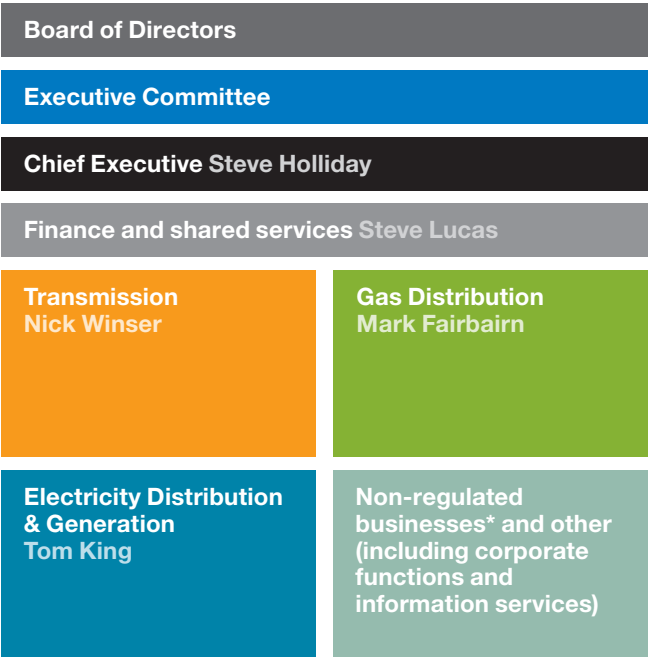 Board of Directors
Executive Committee
Chief Executive Steve Holliday
Finance and shared services Steve Lucas
Transmission
Nick Winser
Gas Distribution
Mark Fairbairn
Electricity Distribution
& Generation
Tom King
Non-regulated
businesses* and other
(including corporate
functions and
information services)